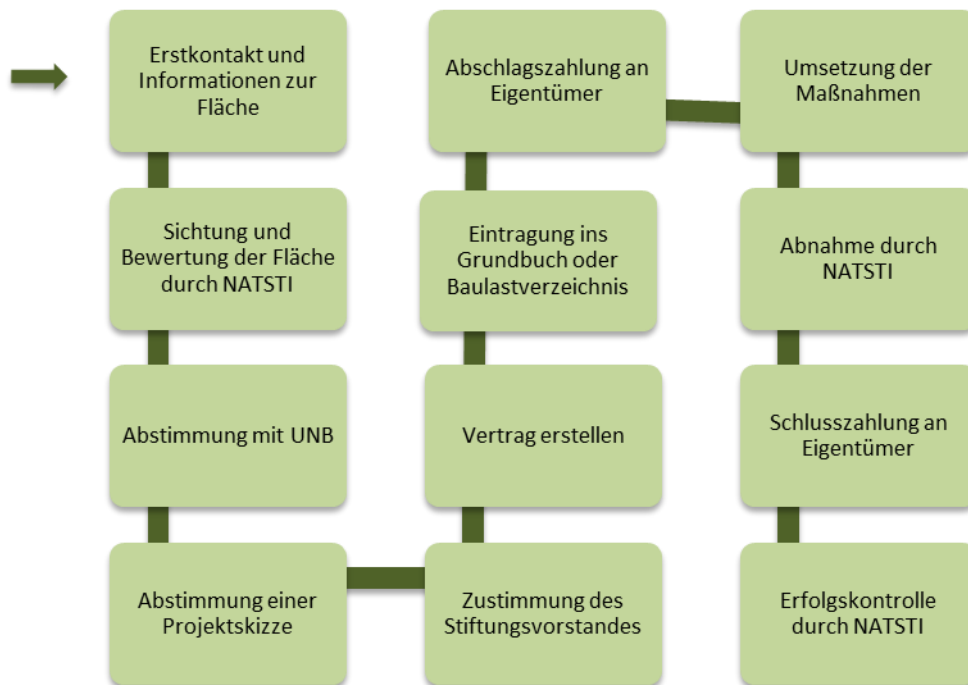 Erstkontakt und
Informationen zur
Fläche
Sichtung und
Bewertung der Fläche
durch NATSTI
Abstimmung mit UNB
Abstimmung einer
Projektskizze
Zustimmung des
Stiftungsvorstandes
Vertrag erstellen
Eintragung ins
Grundbuch oder
Baulastverzeichnis
Abschlagszahlung an
Eigentümer
Umsetzung der
Maßnahmen
Abnahme durch
NATSTI
Schlusszahlung an
Eigentümer
Erfolgskontrolle
durch NATSTI